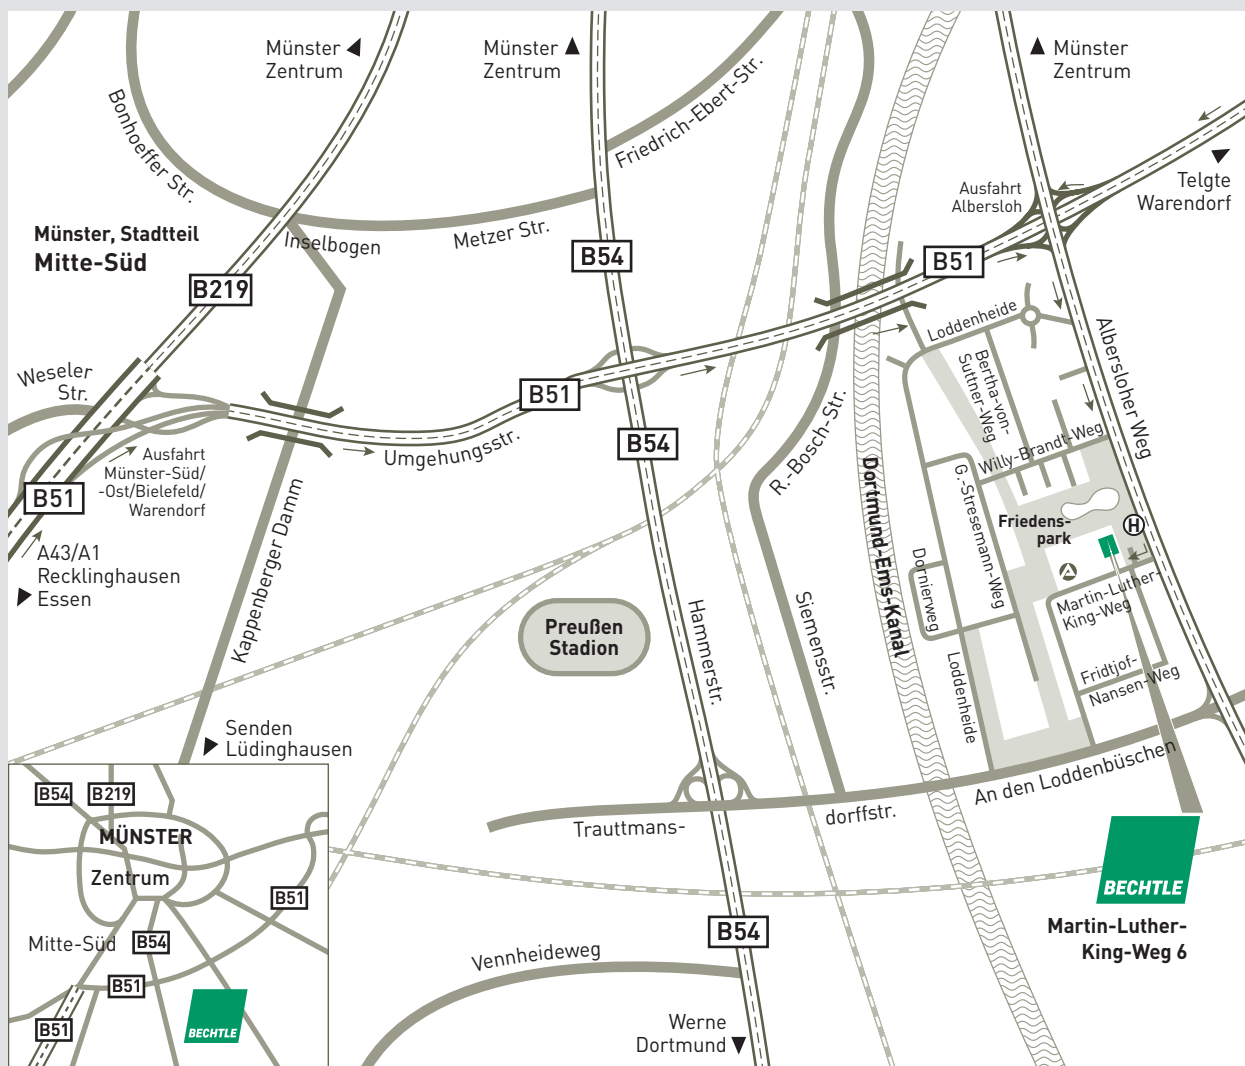 Münster
Zentrum
Münster
Zentrum
Münster
Zentrum
Bonhoeffer Str.
Friedrich-Ebert-Str.
Telgte
Warendorf
Ausfahrt
Albersloh
Münster, Stadtteil
Mitte-Süd
Inselbogen
Metzer Str.
B54
B51
B219
Loddenheide
Bertha-von-
Suttner-Weg
Albersloher Weg
Weseler
Str.
B51
B54
Umgehungsstr.
R.-Bosch-Str.
Willy-Brandt-Weg
Ausfahrt
Münster-Süd/
-Ost/Bielefeld/
Warendorf
B51
Dortmund-Ems-Kanal
G.-Stresemann-Weg
Friedens-
park
H
A43/A1
Recklinghausen
Essen
Kappenberger Damm
Dornierweg
Martin-Luther-
King-Weg
Preußen
Stadion
Hammerstr.
Siemensstr.
Loddenheide
Fridtjof-
Nansen-Weg
Senden
Lüdinghausen
An den Loddenbüschen
Trauttmans-
dorffstr.
B54
B219
MÜNSTER
Zentrum
B51
Mitte-Süd
B54
B51
B51
BECHTLE
BECHTLE
Martin-Luther-
King-Weg 6
B54
Vennheideweg
Werne
Dortmund